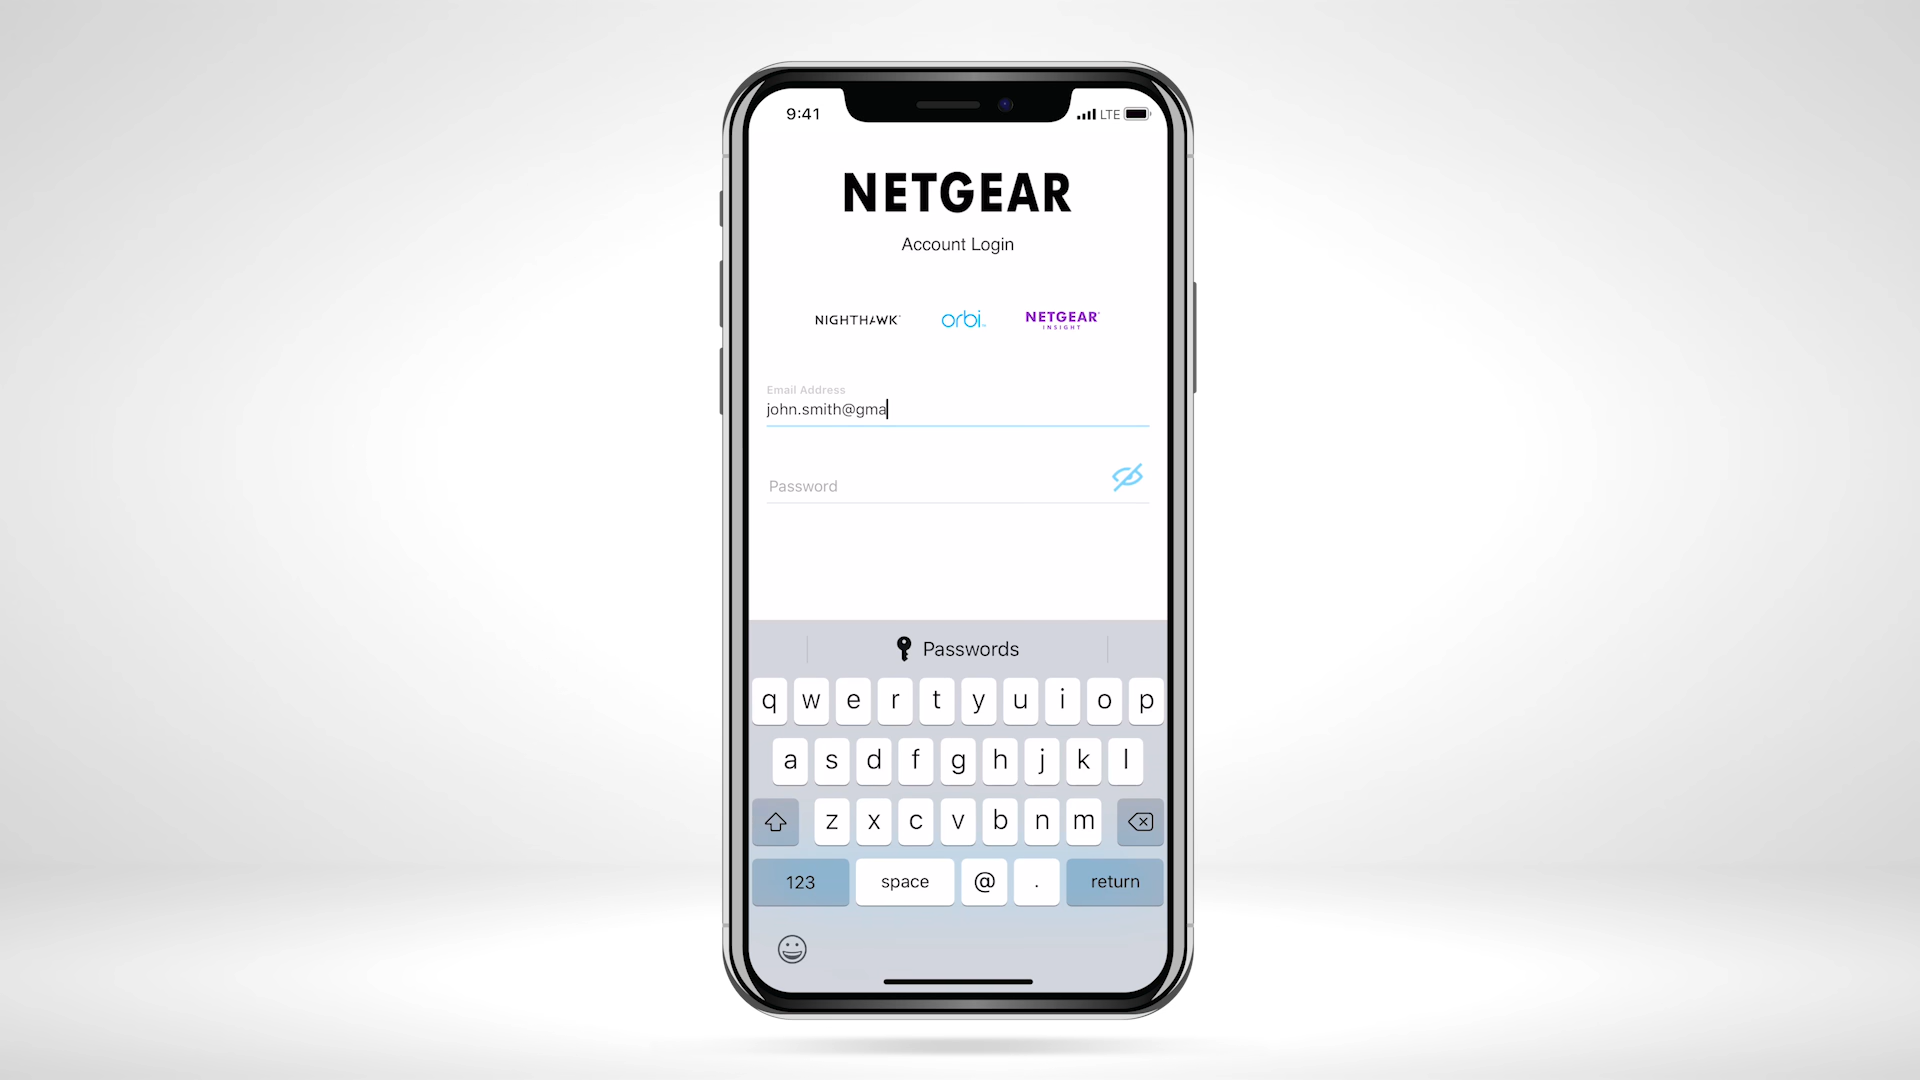 9:41 LTE
NETGEAR
Account Login
NIGHTHAWK orbi NETGEAR
INSIGHT
Email Address
john.smith@gma
Password
Passwords
q w e r t y u i o p
a s d f g h j k l
z x c v b n m
123 space @ . return